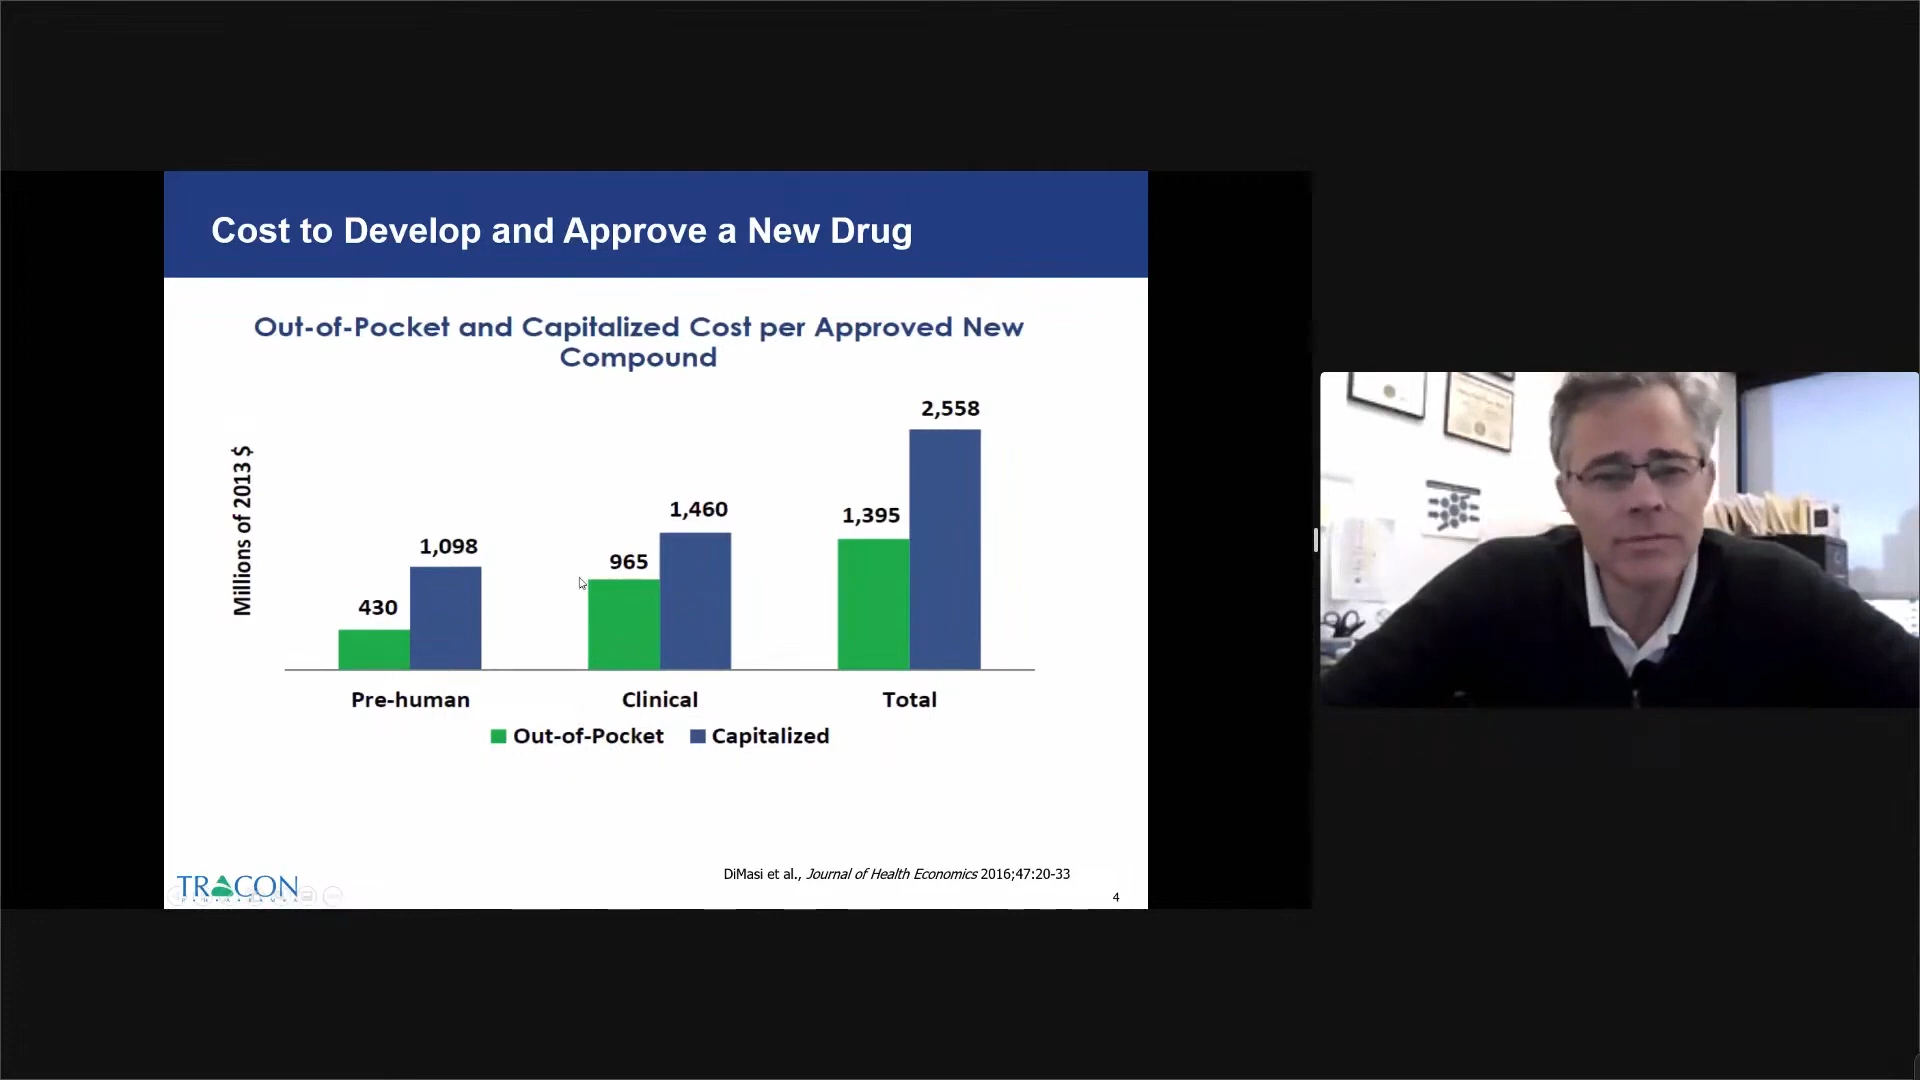 Cost to Develop and Approve a New Drug
Out-of-Pocket and Capitalized Cost per Approved New
Compound
Millions of 2013 $
430
1,098
965
1,460
1,395
2,558
Pre-human
Clinical
Total
Out-of-Pocket
Capitalized
DiMasi et al., Journal of Health Economics 2016;47:20-33
TRACON
4